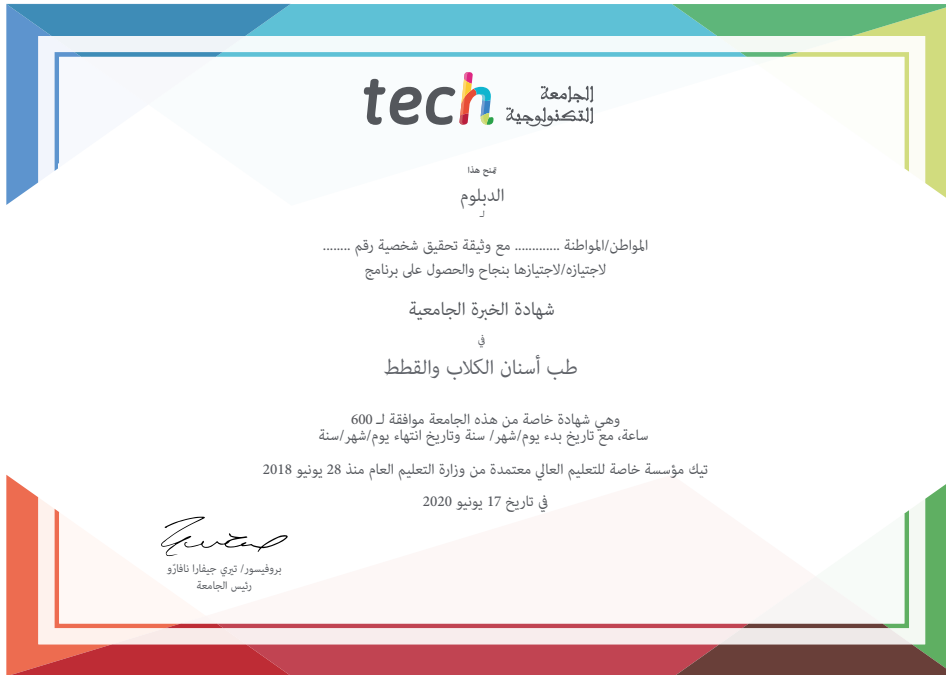 tech الجامعة
التكنولوجية
تمنح هذا
الدبلوم
لـ
المواطن/المواطنة ............. مع وثيقة تحقيق شخصية رقم ........
لاجتيازه/لاجتيازها بنجاح والحصول على برنامج
شهادة الخبرة الجامعية
في
طب أسنان الكلاب والقطط
وهي شهادة خاصة من هذه الجامعة موافقة لـ 600
ساعة، مع تاريخ بدء يوم/شهر/ سنة وتاريخ انتهاء يوم/شهر/سنة
تيك مؤسسة خاصة للتعليم العالي معتمدة من وزارة التعليم العام منذ 28 يونيو 2018
في تاريخ 17 يونيو 2020
بروفيسور/ تيري جيفارا نافارّو
رئيس الجامعة